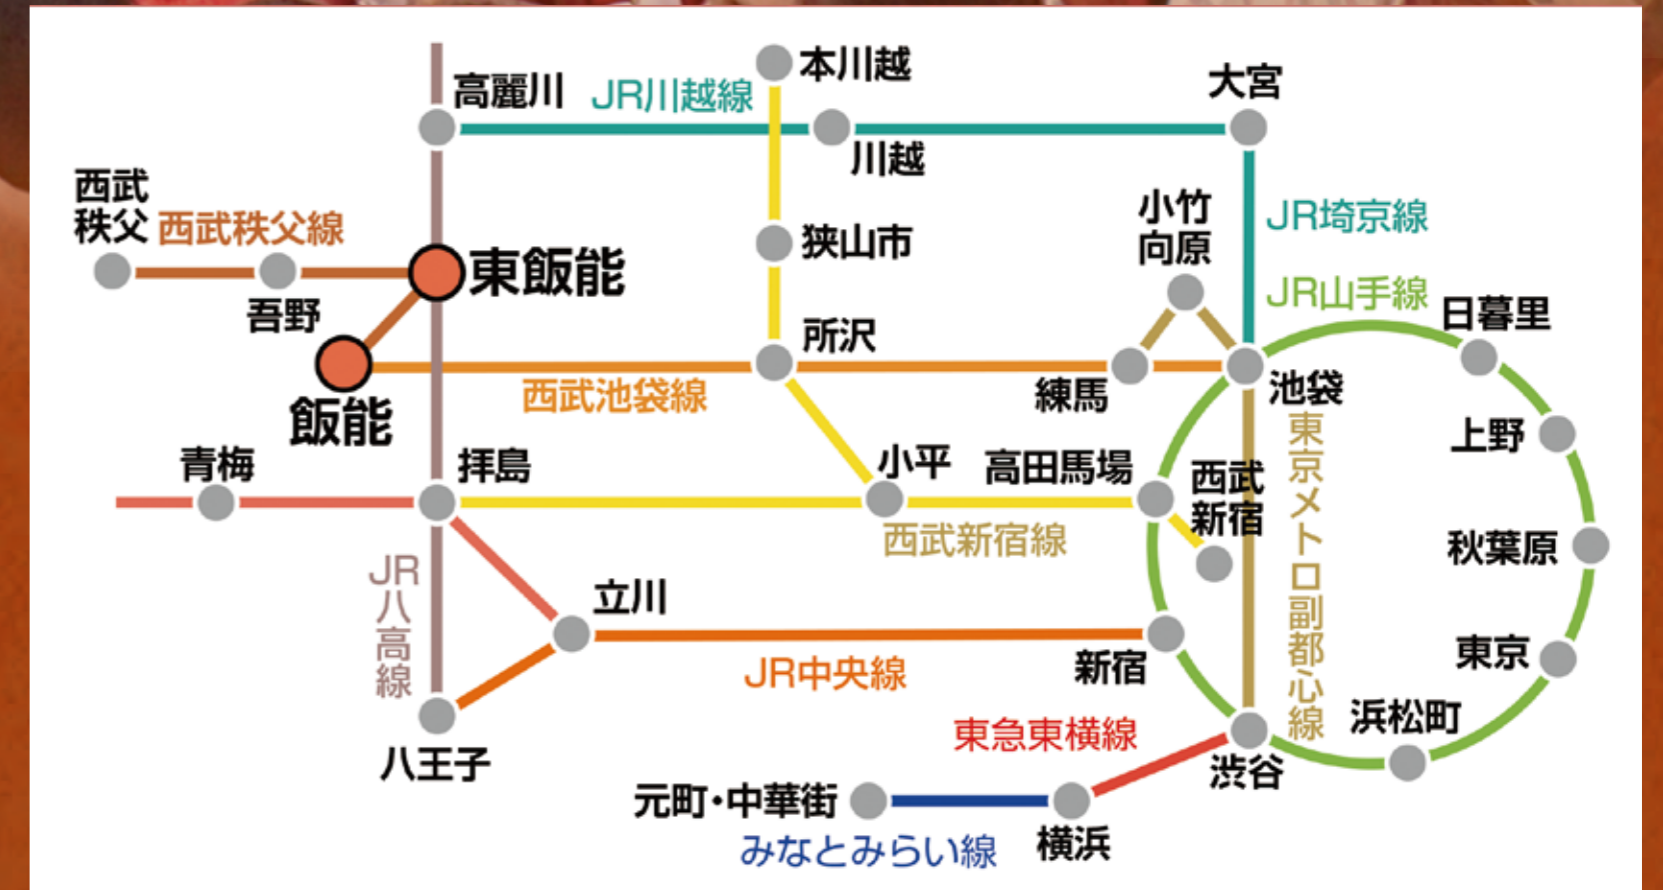 本川越
大宮
高麗川
JR川越線
川越
西武
秩父
西武秩父線
小竹
向原
JR埼京線
狭山市
東飯能
吾野
JR山手線
日暮里
所沢
西武池袋線
練馬
池袋
飯能
東京メトロ副都心線
上野
青梅
拝島
小平
高田馬場
西武
新宿
西武新宿線
秋葉原
JR八高線
立川
JR中央線
新宿
東京
東急東横線
浜松町
八王子
渋谷
元町・中華街
みなとみらい線
横浜